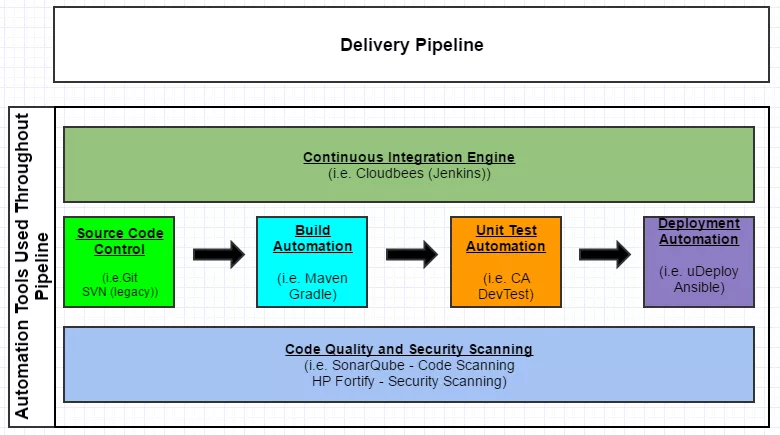 Delivery Pipeline
Automation Tools Used Throughout
Pipeline
Continuous Integration Engine
(i.e. Cloudbees (Jenkins))
Source Code
Control
(i.e.Git
SVN (legacy))
Build
Automation
(i.e. Maven
Gradle)
Unit Test
Automation
(i.e. CA
DevTest)
Deployment
Automation
(i.e. uDeploy
Ansible)
Code Quality and Security Scanning
(i.e. SonarQube - Code Scanning
HP Fortify - Security Scanning)